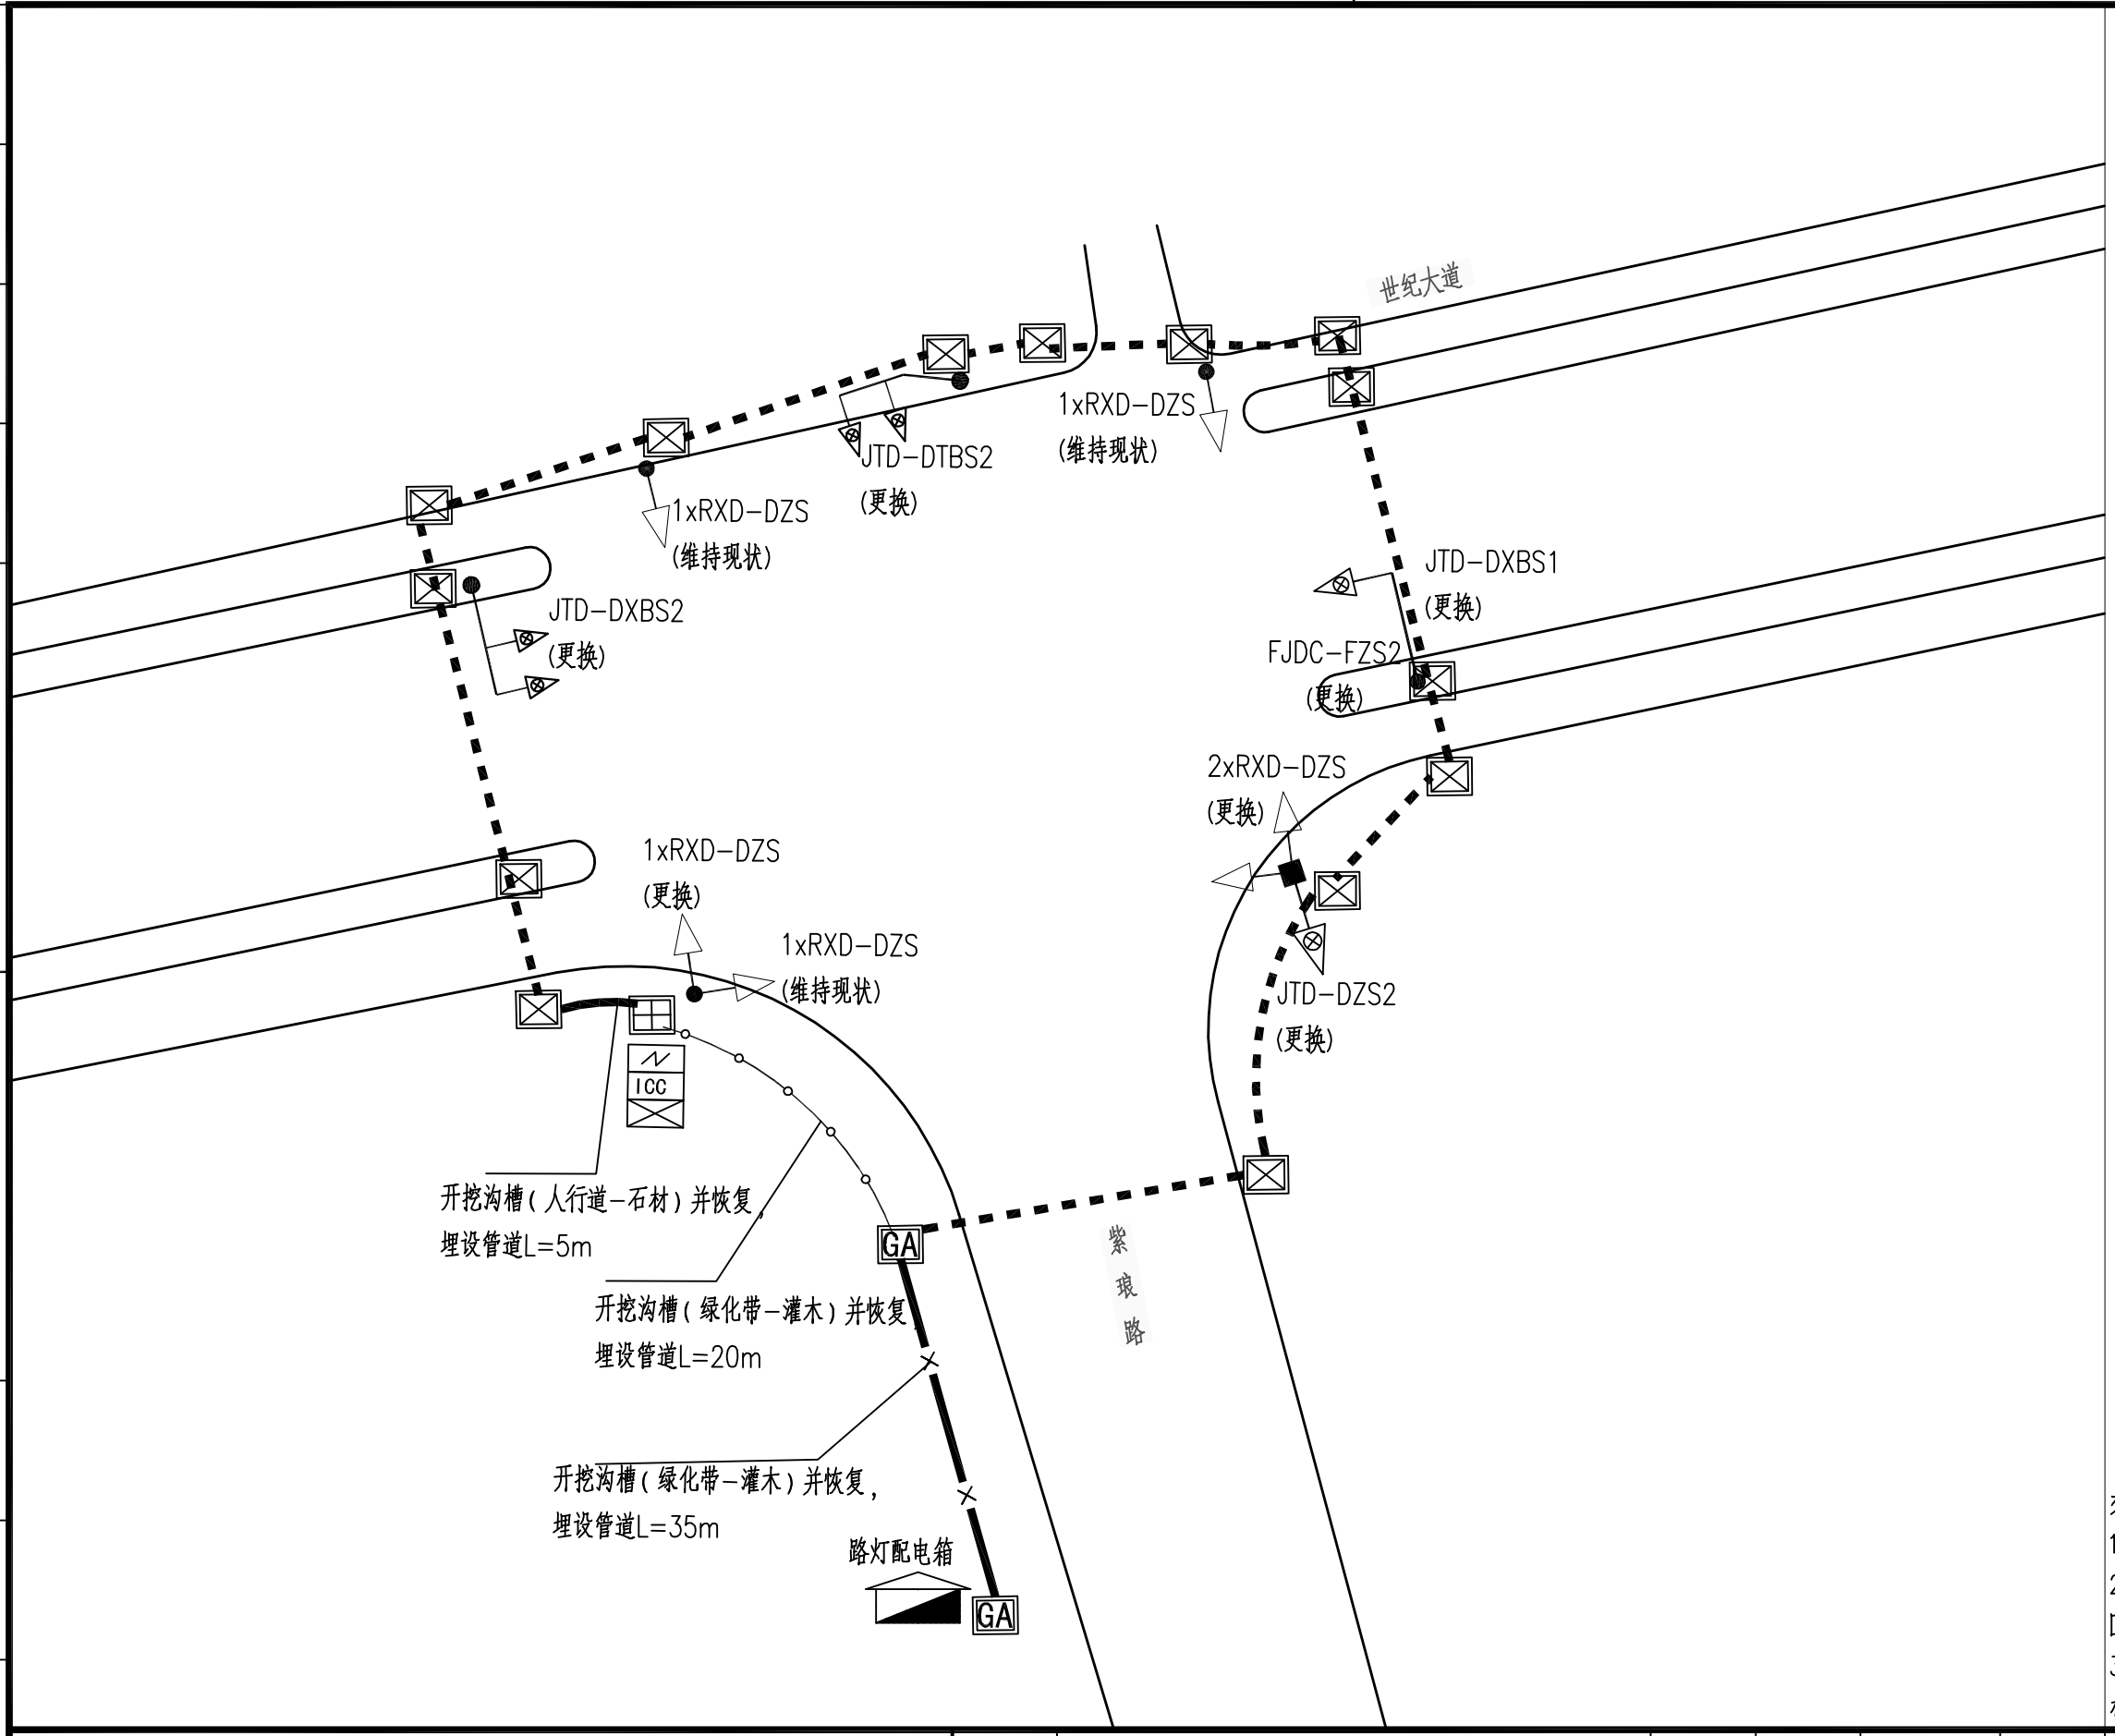 世纪大道
1xRXD-DZS
(维持现状)
JTD-DTBS2
(更换)
1xRXD-DZS
(维持现状)
JTD-DXBS1
(更换)
JTD-DXBS2
(更换)
FJDC-FZS2
(更换)
2xRXD-DZS
(更换)
1xRXD-DZS
(更换)
1xRXD-DZS
(维持现状)
JTD-DZS2
(更换)
ICC
开挖沟槽(人行道-石材)并恢复,
埋设管道L=5m
GA
紫琅路
开挖沟槽(绿化带-灌木)并恢复,
埋设管道L=20m
开挖沟槽(绿化带-灌木)并恢复,
埋设管道L=35m
路灯配电箱
GA